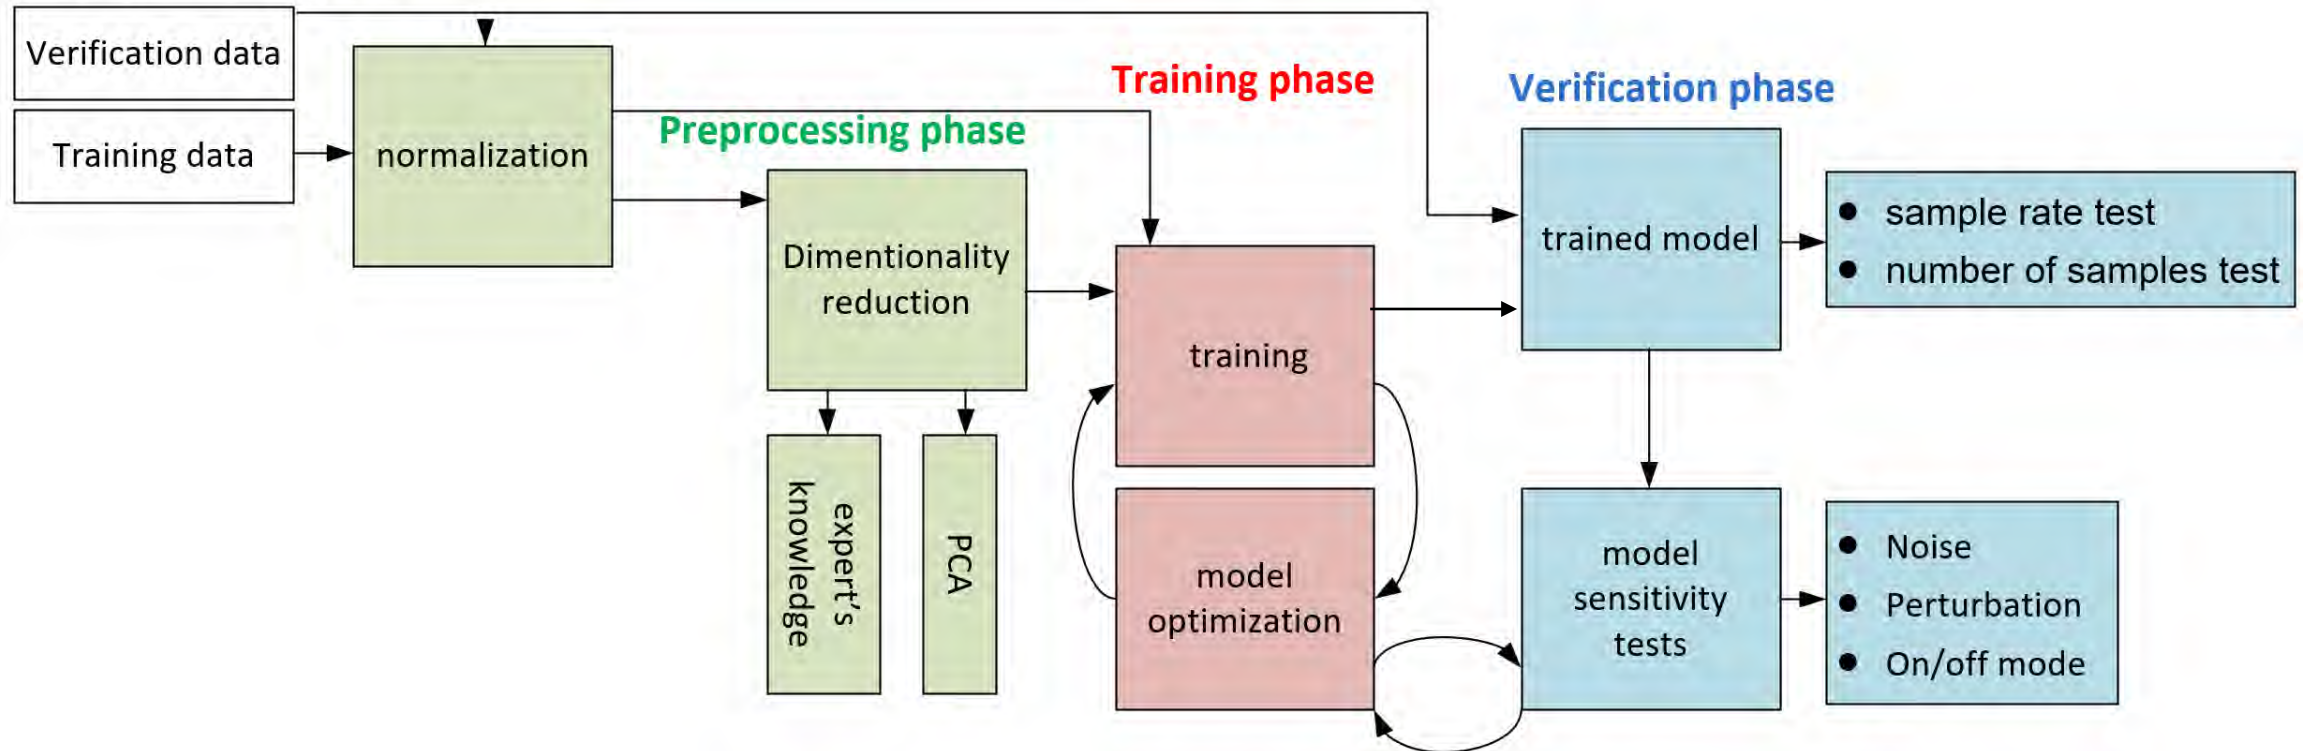 Verification data
Training data
normalization
Preprocessing phase
Dimentionality
reduction
expert's
knowledge
PCA
Training phase
training
model
optimization
Verification phase
trained model
● sample rate test
● number of samples test
model
sensitivity
tests
● Noise
● Perturbation
● On/off mode